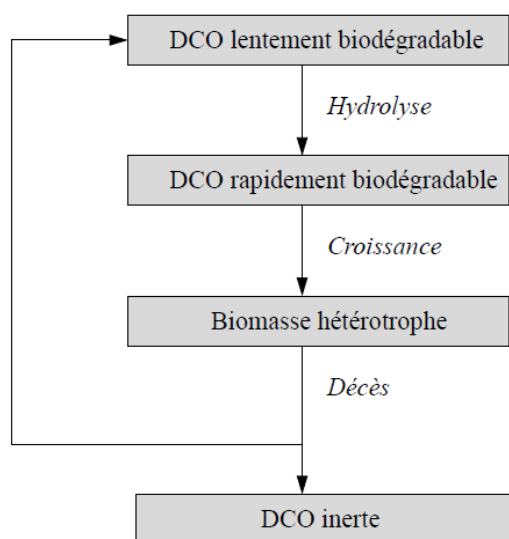 DCO lentement biodégradable
Hydrolyse
DCO rapidement biodégradable
Croissance
Biomasse hétérotrophe
Décès
DCO inerte